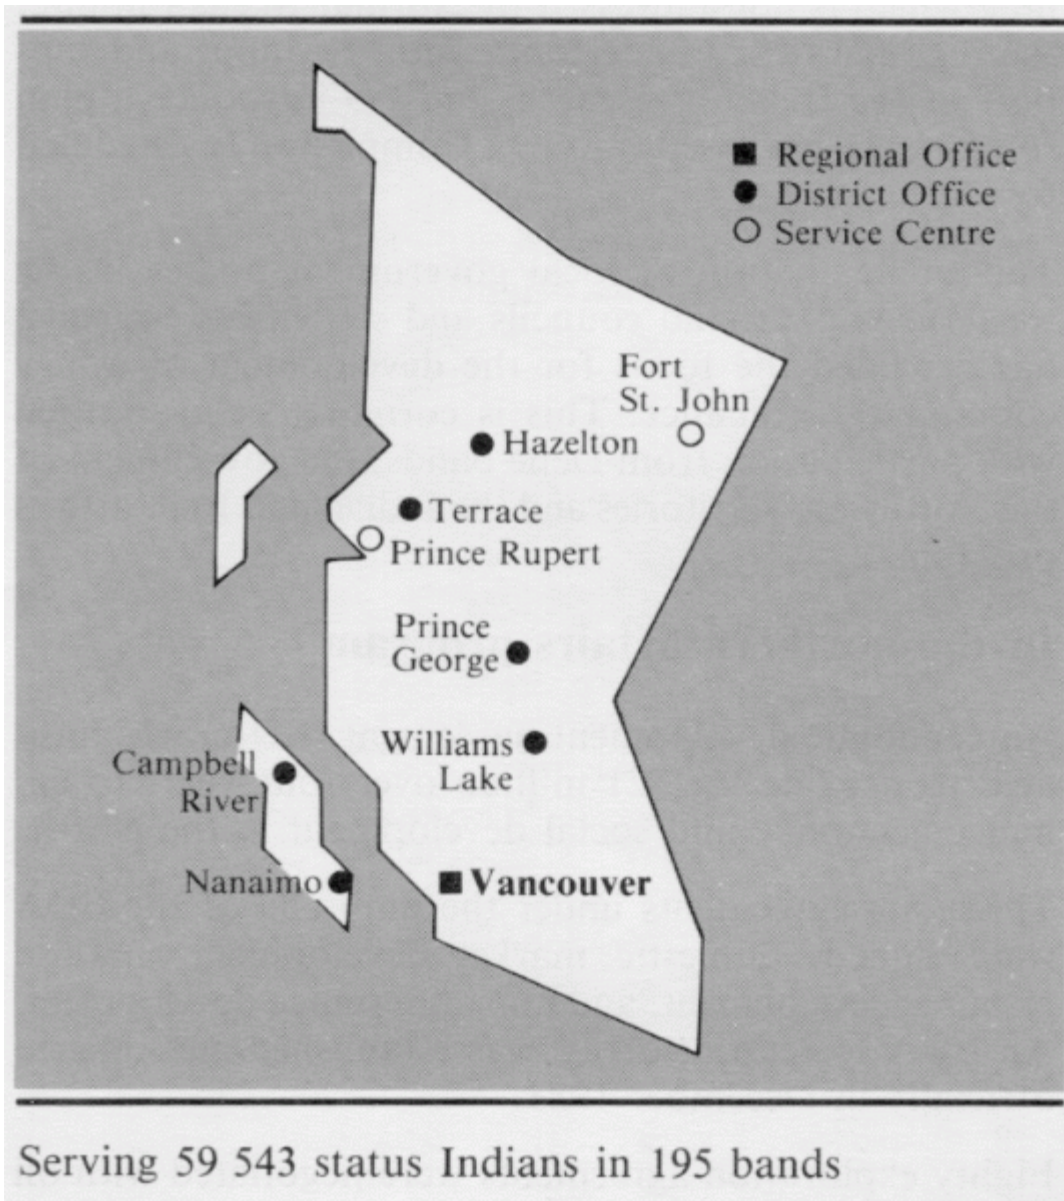 Regional Office
District Office
Service Centre
Fort
St. John
Hazelton
Terrace
Prince Rupert
Prince
George
Williams
Lake
Campbell
River
Nanaimo
Vancouver
Serving 59 543 status Indians in 195 bands